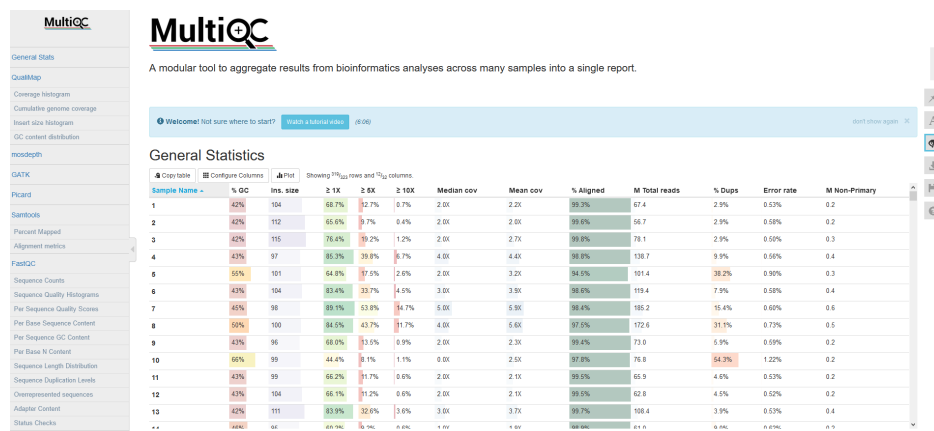 MultiQC
General Stats
QualiMap
Coverage histogram
Cumulative genome coverage
Insert size histogram
GC content distribution
mosdepth
GATK
Picard
Samtools
Percent Mapped
Alignment metrics
FastQC
Sequence Counts
Sequence Quality Histograms
Per Sequence Quality Scores
Per Base Sequence Content
Per Sequence GC Content
Per Base N Content
Sequence Length Distribution
Sequence Duplication Levels
Overrepresented sequences
Adapter Content
Status Checks
MultiQC
A modular tool to aggregate results from bioinformatics analyses across many samples into a single report.
Welcome! Not sure where to start? Watch a tutorial video (6:06) don't show again ×
General Statistics
Copy table Configure Columns Plot Showing rows and columns.
Sample Name % GC Ins. size ≥ 1X ≥ 5X ≥ 10X Median cov Mean cov % Aligned M Total reads % Dups Error rate M Non-Primary
1 42% 104 68.7% 12.7% 0.7% 2.0X 2.2X 99.3% 67.4 2.9% 0.53% 0.2
2 42% 112 65.6% 9.7% 0.4% 2.0X 2.0X 99.6% 56.7 2.9% 0.58% 0.2
3 42% 115 76.4% 19.2% 1.2% 2.0X 2.7X 99.8% 78.1 2.9% 0.50% 0.3
4 43% 97 85.3% 39.8% 6.7% 4.0X 4.4X 98.8% 138.7 9.9% 0.56% 0.4
5 55% 101 64.8% 17.5% 2.6% 2.0X 3.2X 94.5% 101.4 38.2% 0.90% 0.3
6 43% 104 83.4% 33.7% 4.5% 3.0X 3.9X 98.6% 119.4 7.9% 0.58% 0.4
7 45% 98 89.1% 53.8% 14.7% 5.0X 5.9X 98.4% 185.2 15.4% 0.60% 0.6
8 50% 100 84.5% 43.7% 11.7% 4.0X 5.6X 97.5% 172.6 31.1% 0.73% 0.5
9 43% 96 68.0% 13.5% 0.9% 2.0X 2.3X 99.4% 73.0 5.9% 0.59% 0.2
10 66% 99 44.4% 8.1% 1.1% 0.0X 2.5X 97.8% 76.8 54.3% 1.22% 0.2
11 43% 99 66.2% 11.7% 0.6% 2.0X 2.1X 99.5% 65.9 4.6% 0.53% 0.2
12 43% 104 66.1% 11.2% 0.6% 2.0X 2.1X 99.5% 62.8 4.5% 0.52% 0.2
13 42% 111 83.9% 32.6% 3.6% 3.0X 3.7X 99.7% 108.4 3.9% 0.53% 0.4